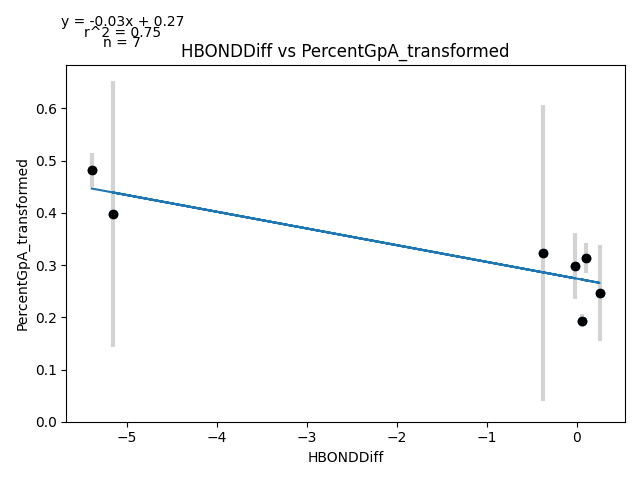 y = -0.03x + 0.27
r^2 = 0.75
n = 7
HBONDDiff vs PercentGpA_transformed
PercentGpA_transformed
0.6
0.5
0.4
0.3
0.2
0.1
0.0
−5 −4 −3 −2 −1 0
HBONDDiff